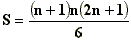 S = (n + 1)n(2n + 1) / 6